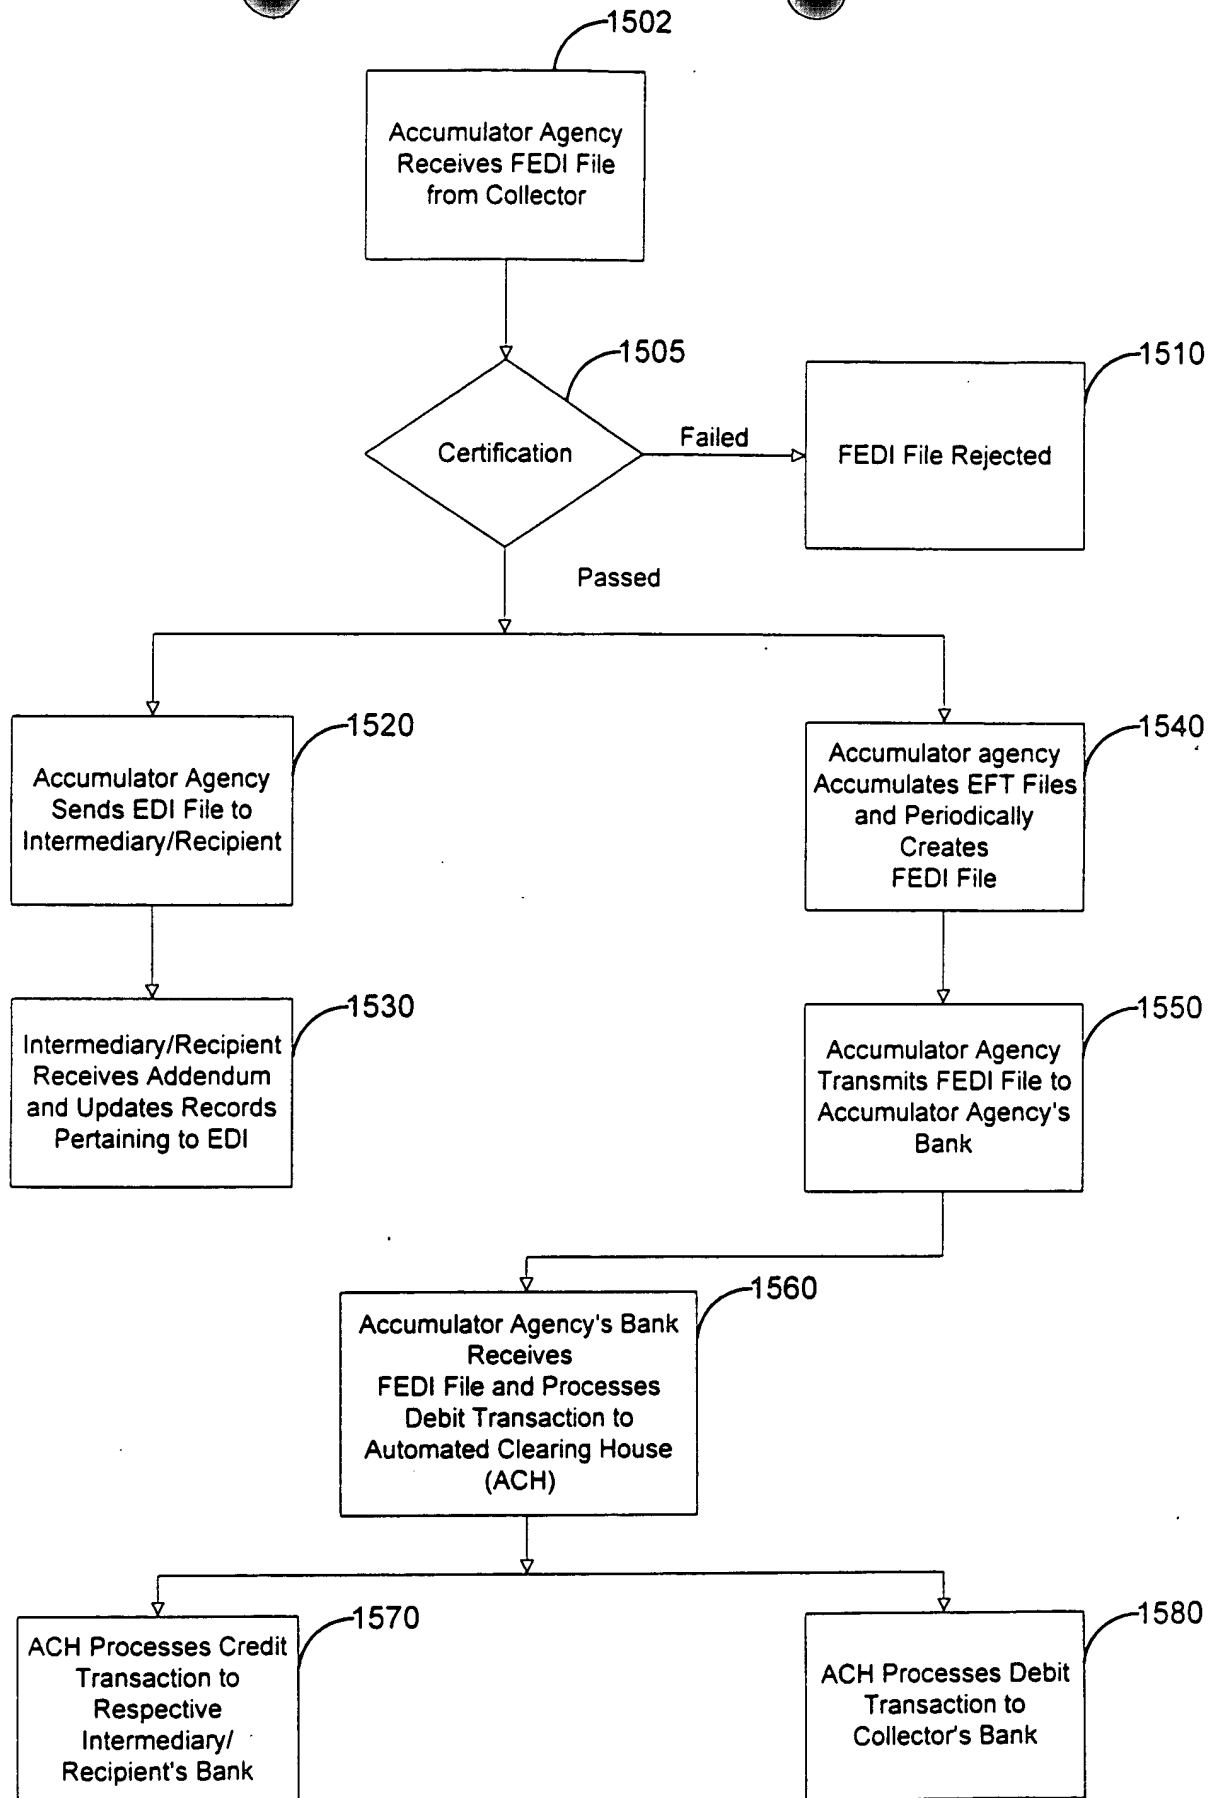 1502
Accumulator Agency
Receives FEDI File
from Collector
1505
Certification
Failed
1510
FEDI File Rejected
Passed
1520
Accumulator Agency
Sends EDI File to
Intermediary/Recipient
1540
Accumulator agency
Accumulates EFT Files
and Periodically
Creates
FEDI File
1530
Intermediary/Recipient
Receives Addendum
and Updates Records
Pertaining to EDI
1550
Accumulator Agency
Transmits FEDI File to
Accumulator Agency's
Bank
1560
Accumulator Agency's Bank
Receives
FEDI File and Processes
Debit Transaction to
Automated Clearing House
(ACH)
1570
ACH Processes Credit
Transaction to
Respective
Intermediary/
Recipient's Bank
1580
ACH Processes Debit
Transaction to
Collector's Bank